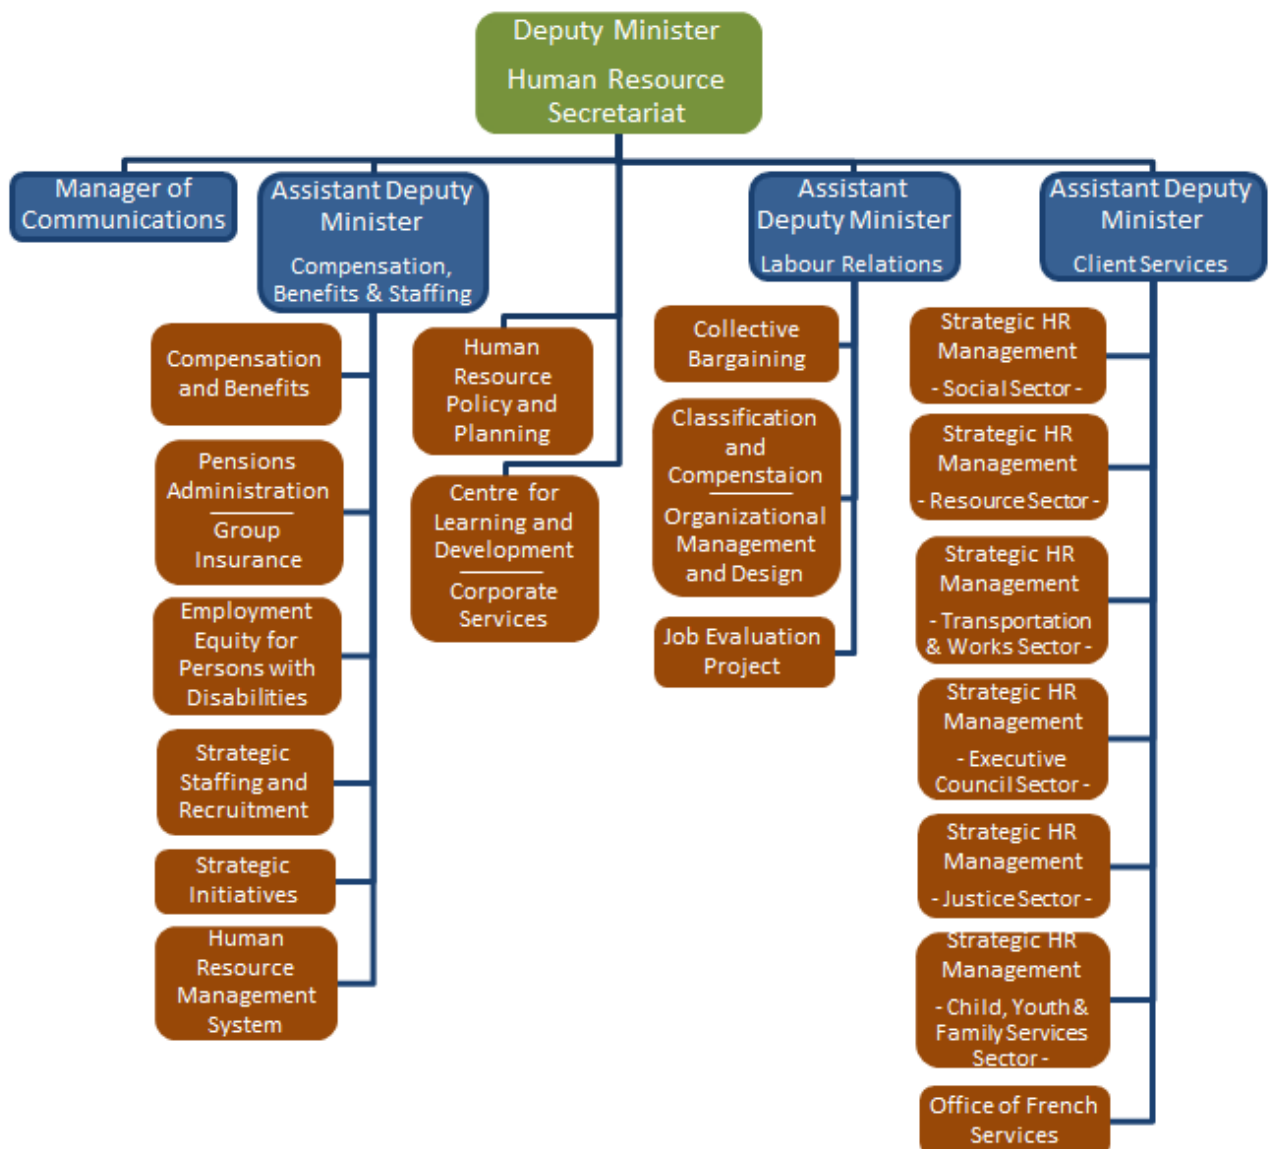 Deputy Minister
Human Resource
Secretariat
Manager of
Communications
Assistant Deputy
Minister
Compensation,
Benefits & Staffing
Assistant
Deputy Minister
Labour Relations
Assistant Deputy
Minister
Client Services
Compensation
and Benefits
Pensions
Administration
Group
Insurance
Employment
Equity for
Persons with
Disabilities
Strategic
Staffing and
Recruitment
Strategic
Initiatives
Human
Resource
Management
System
Human
Resource
Policy and
Planning
Centre for
Learning and
Development
Corporate
Services
Collective
Bargaining
Classification
and
Compenstaion
Organizational
Management
and Design
Job Evaluation
Project
Strategic HR
Management
- Social Sector -
Strategic HR
Management
- Resource Sector -
Strategic HR
Management
- Transportation
& Works Sector -
Strategic HR
Management
- Executive
Council Sector -
Strategic HR
Management
- Justice Sector -
Strategic HR
Management
- Child, Youth &
Family Services
Sector -
Office of French
Services